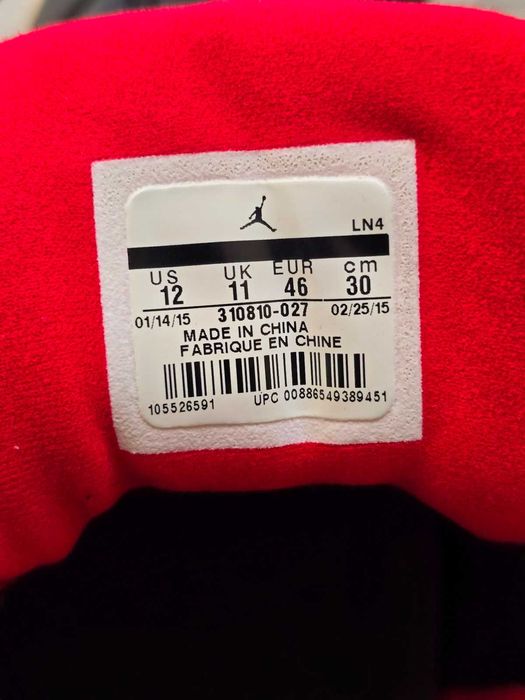 LN4
US UK EUR cm
12 11 46 30
01/14/15 310810-027 02/25/15
MADE IN CHINA
FABRIQUE EN CHINE
105526591 UPC 00886549389451